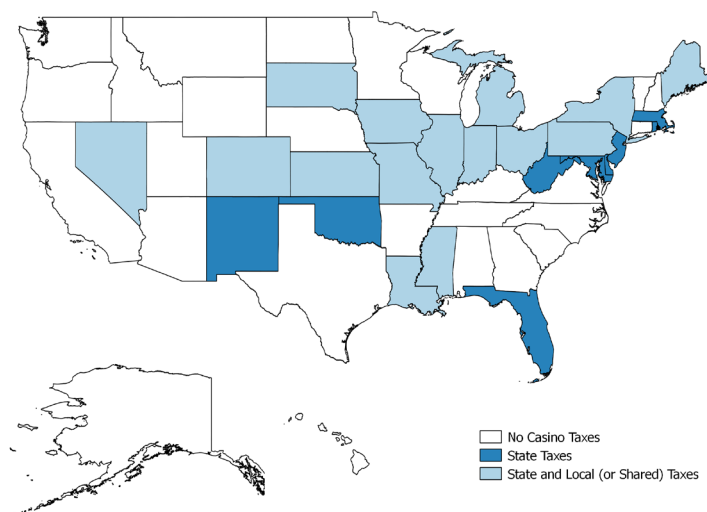 No Casino Taxes
State Taxes
State and Local (or Shared) Taxes